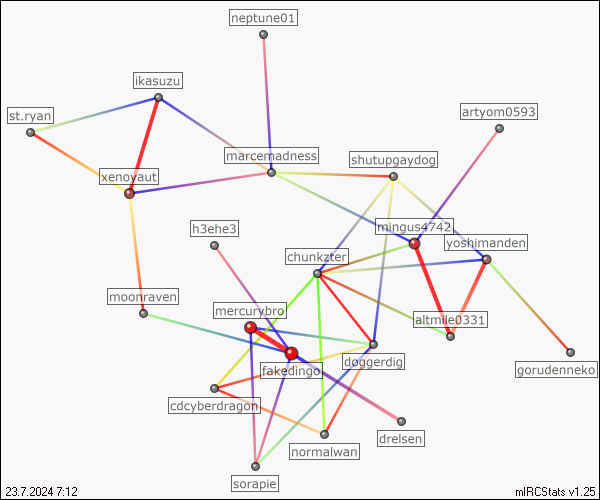 neptune01
ikasuzu
st.ryan
artyom0593
marcemadness
shutupgaydog
xenoyaut
h3ehe3
mingus4742
yoshimanden
chunkzter
moonraven
mercurybro
altmile0331
fakedingo
døggerdig
gorudenneko
cdcyberdragon
drelsen
normalwan
sorapie
23.7.2024 7:12
mIRCStats v1.25